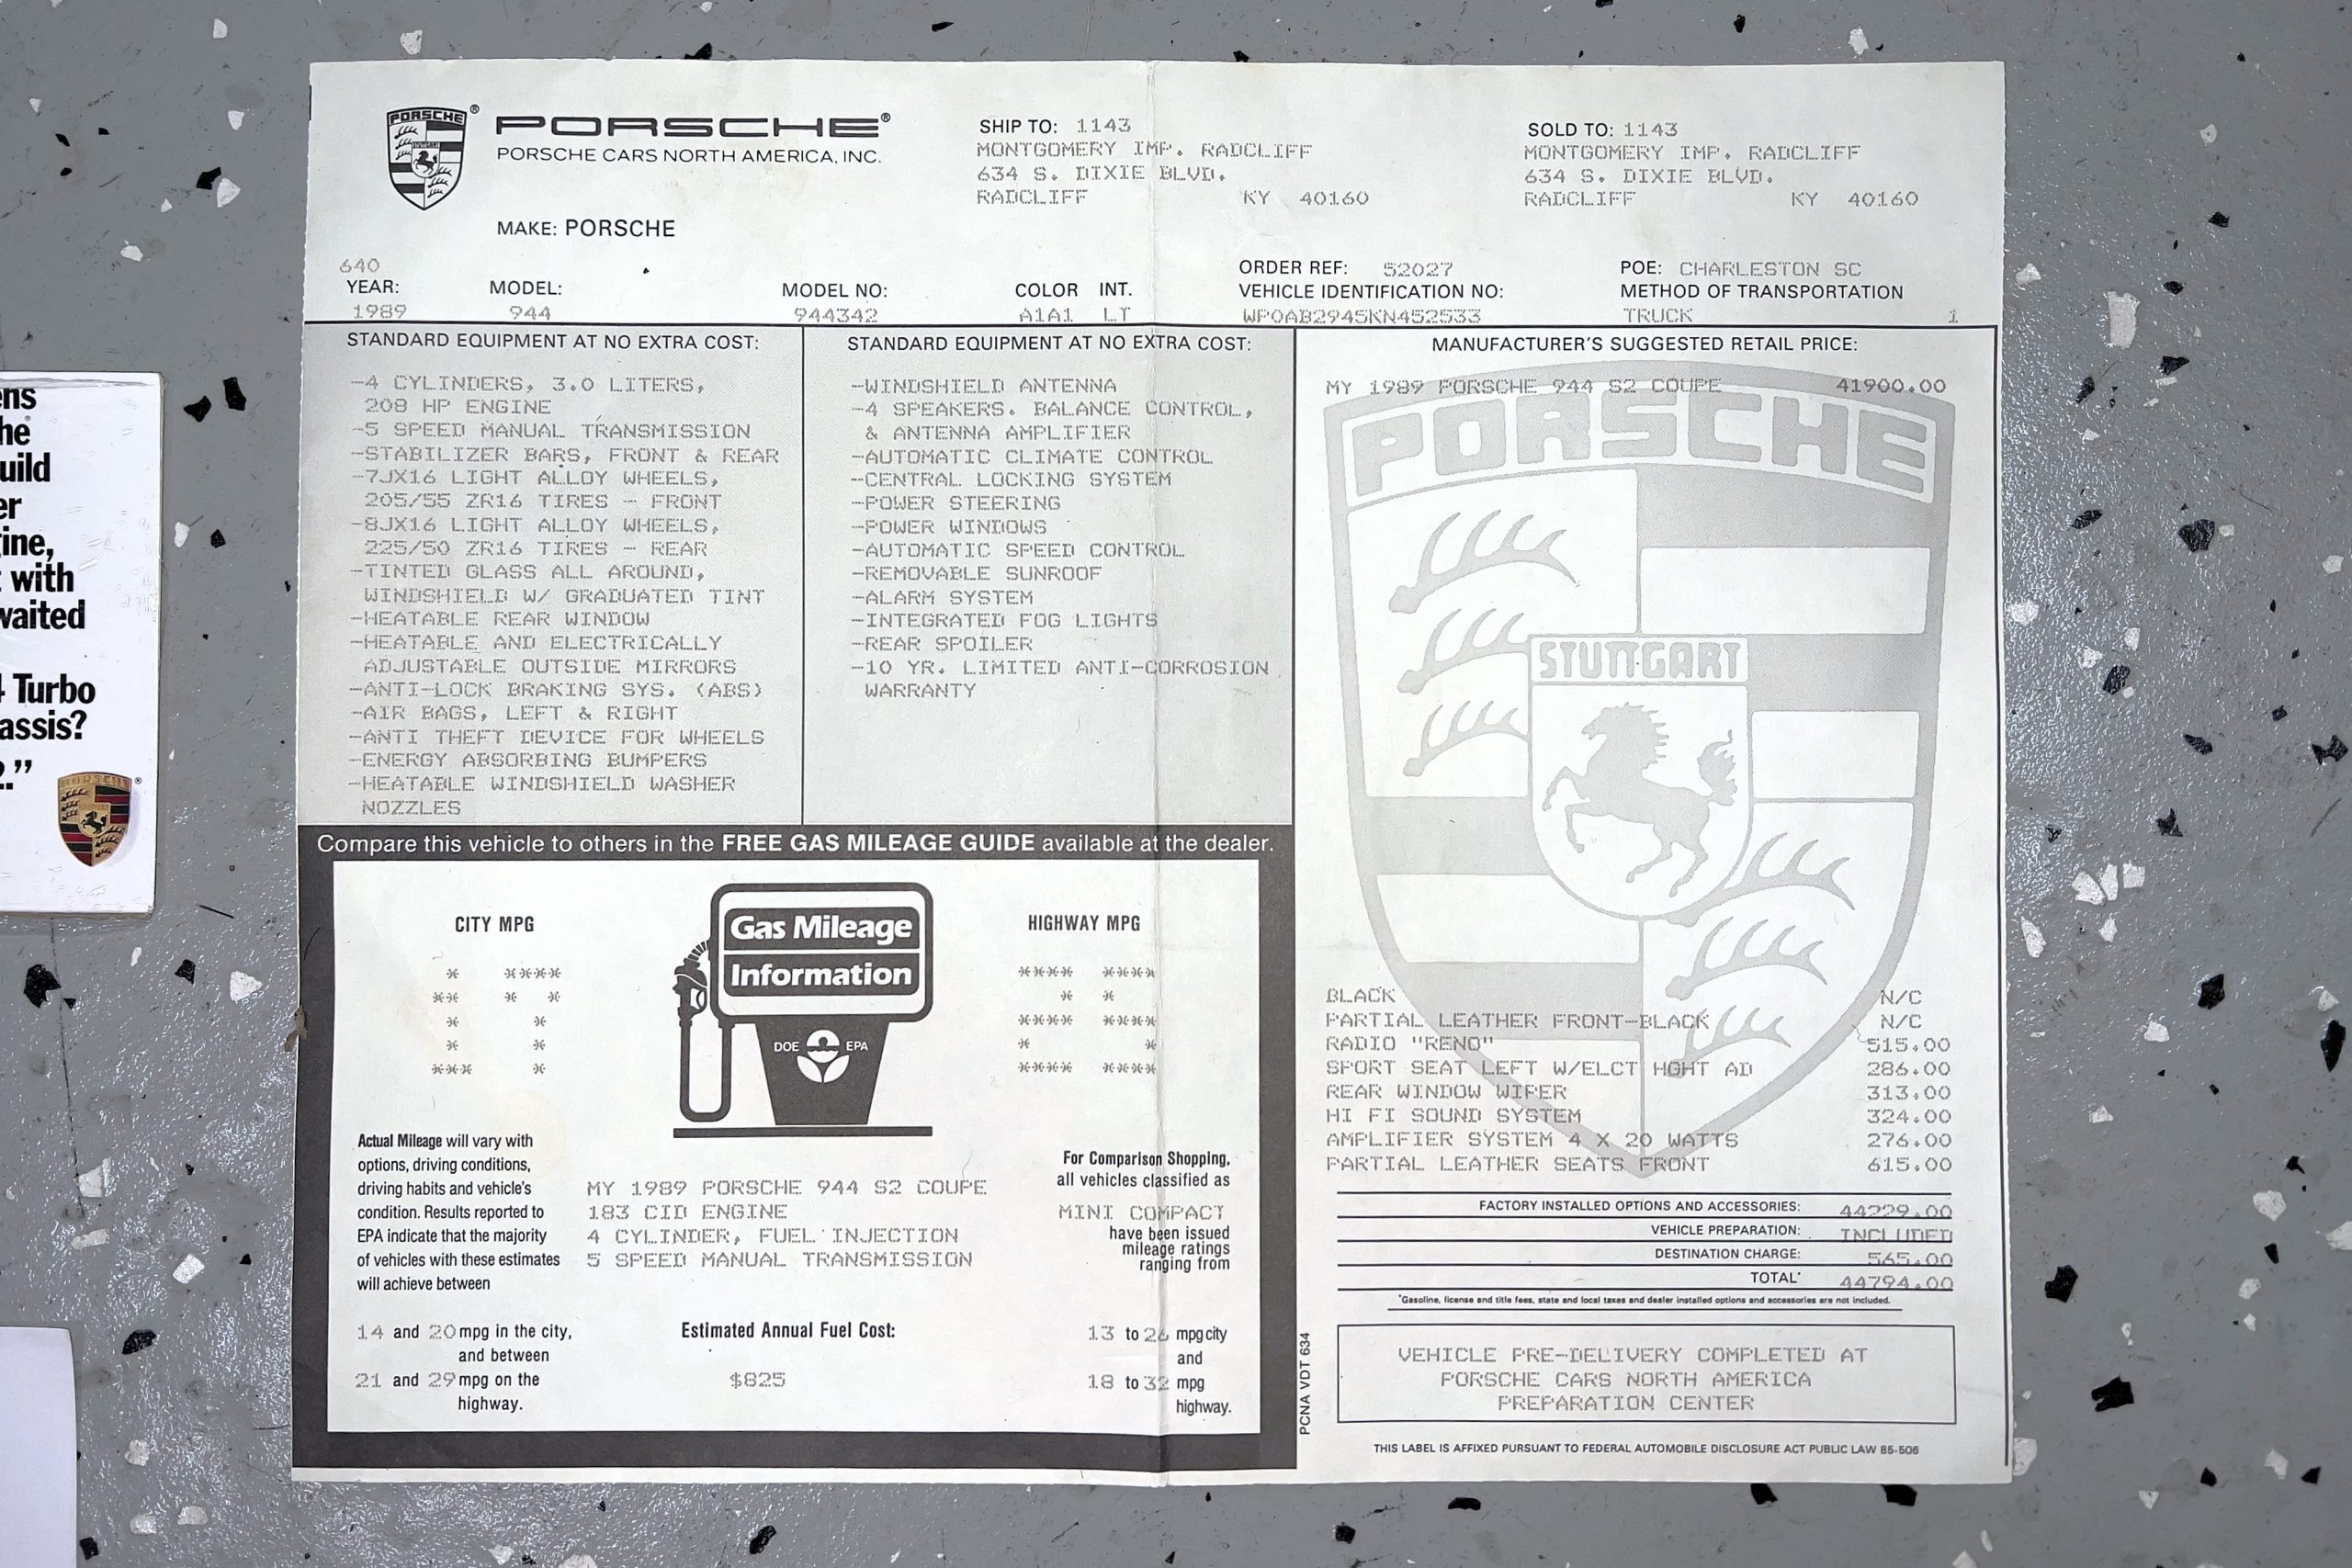 ens
he
uild
er
ine,
with
waited
Turbo
assis?
2.”
PORSCHE
STUTTGART
PORSCHE®
PORSCHE CARS NORTH AMERICA, INC.
MAKE: PORSCHE
SHIP TO: 1143
MONTGOMERY IMP. RADCLIFF
634 S. DIXIE BLVD.
RADCLIFF KY 40160
SOLD TO: 1143
MONTGOMERY IMP. RADCLIFF
634 S. DIXIE BLVD.
RADCLIFF KY 40160
640
YEAR: MODEL: MODEL NO: COLOR INT.
1989 944 944342 A1A1 LT
ORDER REF: 52027
VEHICLE IDENTIFICATION NO:
WP0AB2945KN452533
POE: CHARLESTON SC
METHOD OF TRANSPORTATION
TRUCK 1
STANDARD EQUIPMENT AT NO EXTRA COST:
-4 CYLINDERS, 3.0 LITERS,
208 HP ENGINE
-5 SPEED MANUAL TRANSMISSION
-STABILIZER BARS, FRONT & REAR
-7JX16 LIGHT ALLOY WHEELS,
205/55 ZR16 TIRES - FRONT
-8JX16 LIGHT ALLOY WHEELS,
225/50 ZR16 TIRES - REAR
-TINTED GLASS ALL AROUND,
WINDSHIELD W/ GRADUATED TINT
-HEATABLE REAR WINDOW
-HEATABLE AND ELECTRICALLY
ADJUSTABLE OUTSIDE MIRRORS
-ANTI-LOCK BRAKING SYS. (ABS)
-AIR BAGS, LEFT & RIGHT
-ANTI THEFT DEVICE FOR WHEELS
-ENERGY ABSORBING BUMPERS
-HEATABLE WINDSHIELD WASHER
NOZZLES
STANDARD EQUIPMENT AT NO EXTRA COST:
-WINDSHIELD ANTENNA
-4 SPEAKERS. BALANCE CONTROL,
& ANTENNA AMPLIFIER
-AUTOMATIC CLIMATE CONTROL
-CENTRAL LOCKING SYSTEM
-POWER STEERING
-POWER WINDOWS
-AUTOMATIC SPEED CONTROL
-REMOVABLE SUNROOF
-ALARM SYSTEM
-INTEGRATED FOG LIGHTS
-REAR SPOILER
-10 YR. LIMITED ANTI-CORROSION
WARRANTY
MANUFACTURER'S SUGGESTED RETAIL PRICE:
MY 1989 PORSCHE 944 S2 COUPE 41900.00
PORSCHE
STUTTGART
BLACK N/C
PARTIAL LEATHER FRONT-BLACK N/C
RADIO "RENO" 515.00
SPORT SEAT LEFT W/ELCT HGHT AD 286.00
REAR WINDOW WIPER 313.00
HI FI SOUND SYSTEM 324.00
AMPLIFIER SYSTEM 4 X 20 WATTS 276.00
PARTIAL LEATHER SEATS FRONT 615.00
FACTORY INSTALLED OPTIONS AND ACCESSORIES: 44229.00
VEHICLE PREPARATION: INCLUDED
DESTINATION CHARGE: 565.00
TOTAL* 44794.00
*Gasoline, license and title fees, state and local taxes and dealer installed options and accessories are not included.
VEHICLE PRE-DELIVERY COMPLETED AT
PORSCHE CARS NORTH AMERICA
PREPARATION CENTER
PCNA VDT 634
THIS LABEL IS AFFIXED PURSUANT TO FEDERAL AUTOMOBILE DISCLOSURE ACT PUBLIC LAW 85-506
Compare this vehicle to others in the FREE GAS MILEAGE GUIDE available at the dealer.
CITY MPG
17
Gas Mileage
Information
DOE EPA
HIGHWAY MPG
25
Actual Mileage will vary with
options, driving conditions,
driving habits and vehicle's
condition. Results reported to
EPA indicate that the majority
of vehicles with these estimates
will achieve between
14 and 20 mpg in the city,
and between
21 and 29 mpg on the
highway.
MY 1989 PORSCHE 944 S2 COUPE
183 CID ENGINE
4 CYLINDER, FUEL INJECTION
5 SPEED MANUAL TRANSMISSION
Estimated Annual Fuel Cost:
$825
For Comparison Shopping,
all vehicles classified as
MINI COMPACT
have been issued
mileage ratings
ranging from
13 to 26 mpg city
and
18 to 32 mpg
highway.